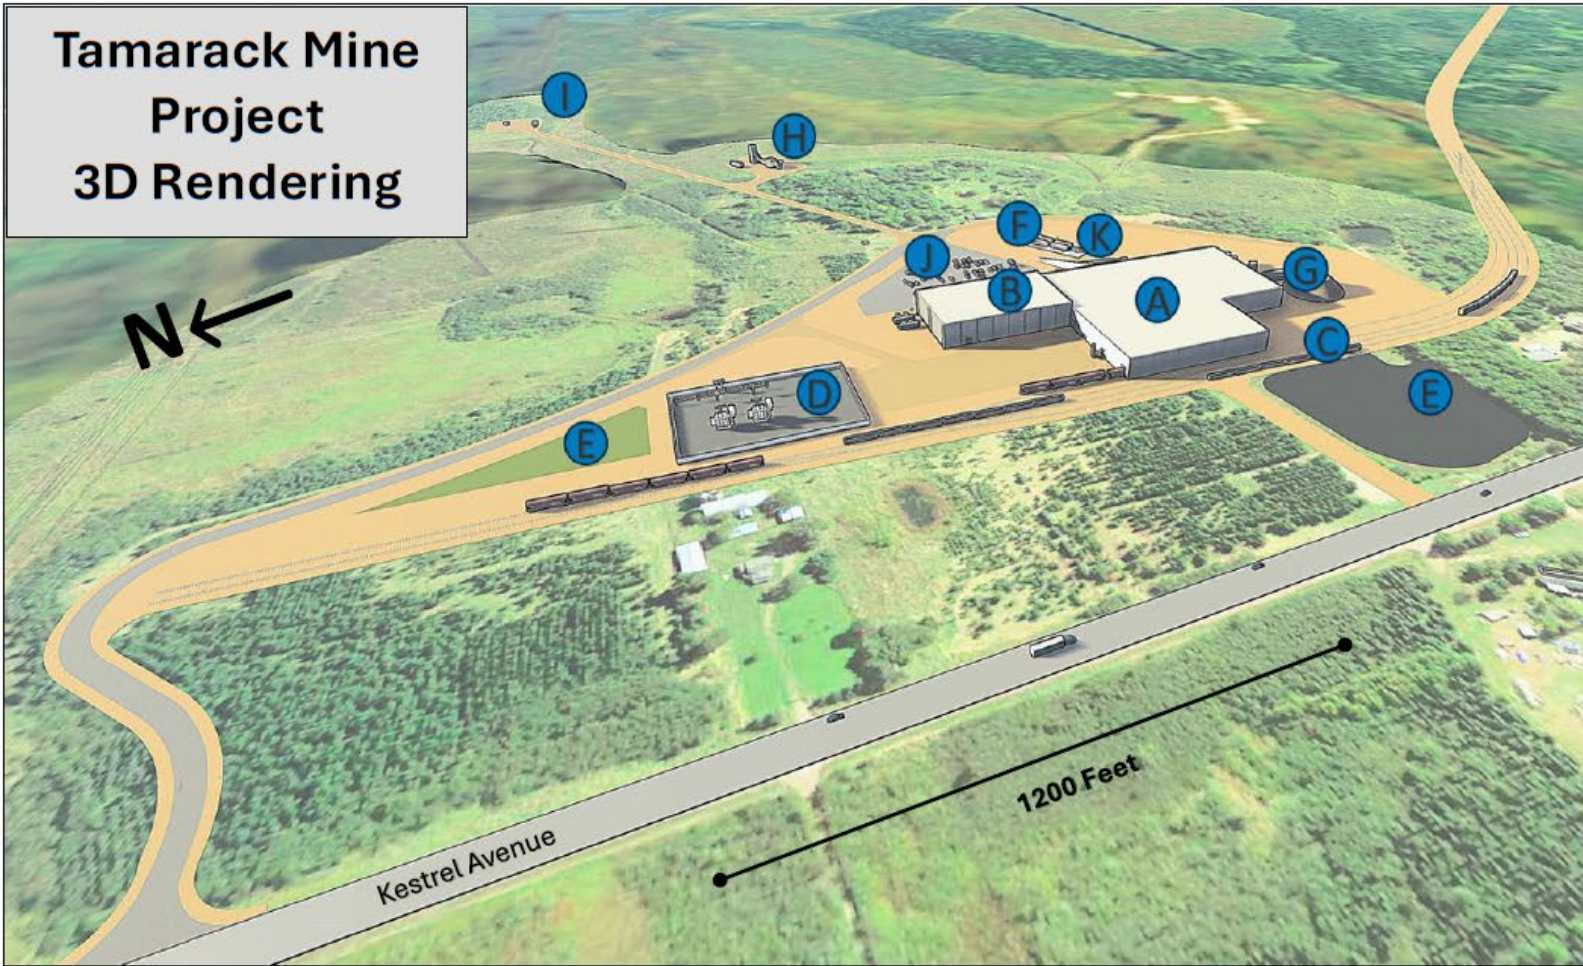 Tamarack Mine
Project
3D Rendering
I
H
F
K
J
G
B
A
C
N
D
E
E
1200 Feet
Kestrel Avenue